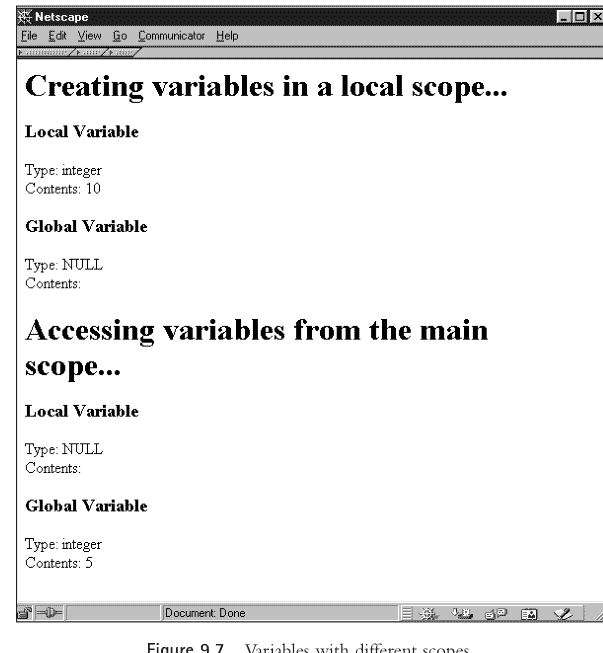 Netscape
File Edit View Go Communicator Help
Creating variables in a local scope...
Local Variable
Type: integer
Contents: 10
Global Variable
Type: NULL
Contents:
Accessing variables from the main
scope...
Local Variable
Type: NULL
Contents:
Global Variable
Type: integer
Contents: 5
Document: Done
Figure 9.7 Variables with different scopes